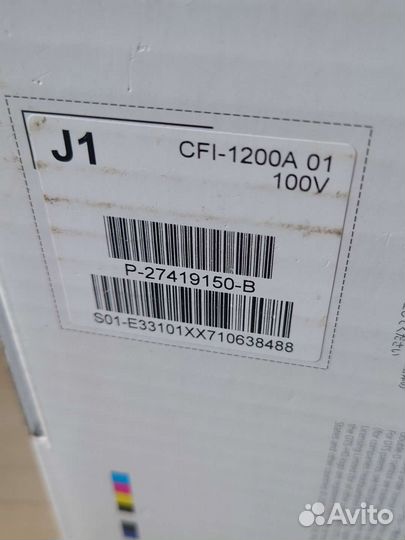 J1
CFI-1200A 01
100V
P-27419150-B
S01-E33101XX710638488
Avito